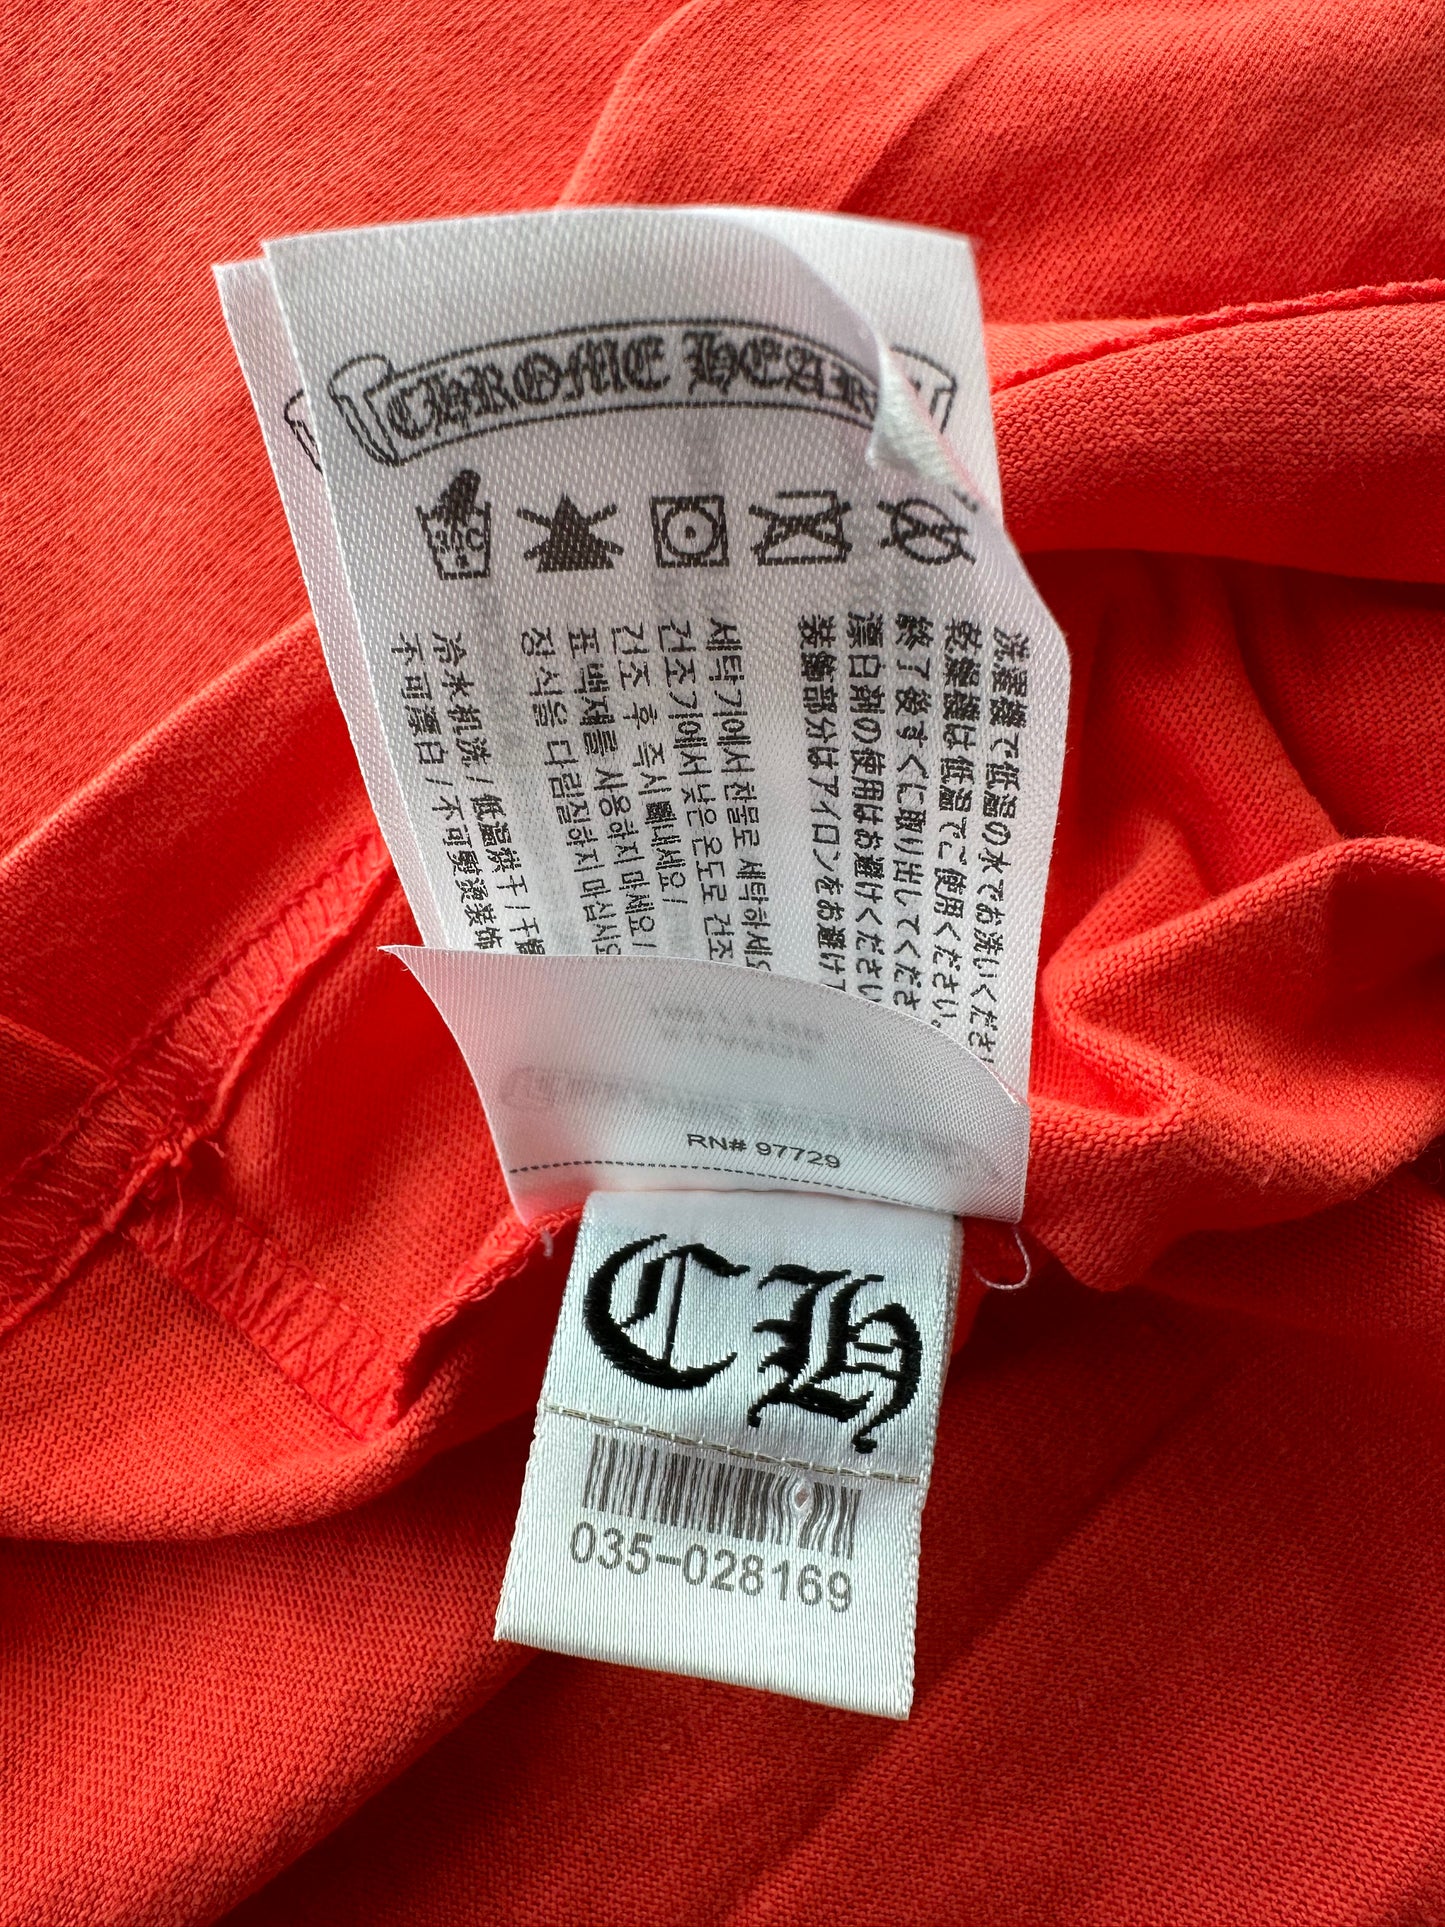 CHROME HEAR
30C
洗濯機で低温の水でお洗いくださ
乾燥機は低温でご使用ください。
終了後すぐに取り出してくださ
漂白剤の使用はお避けください
装飾部分はアイロンをお避け
세탁기에서 찬물로 세탁하세요
건조기에서 낮은 온도로 건조
건조 후 즉시 빼내세요 /
표백제를 사용하지 마세요 /
장식을 다림질하지 마십시오
冷水机洗 / 低温烘干 / 干
不可漂白 / 不可熨烫装饰
RN# 97729
CH
035-028169